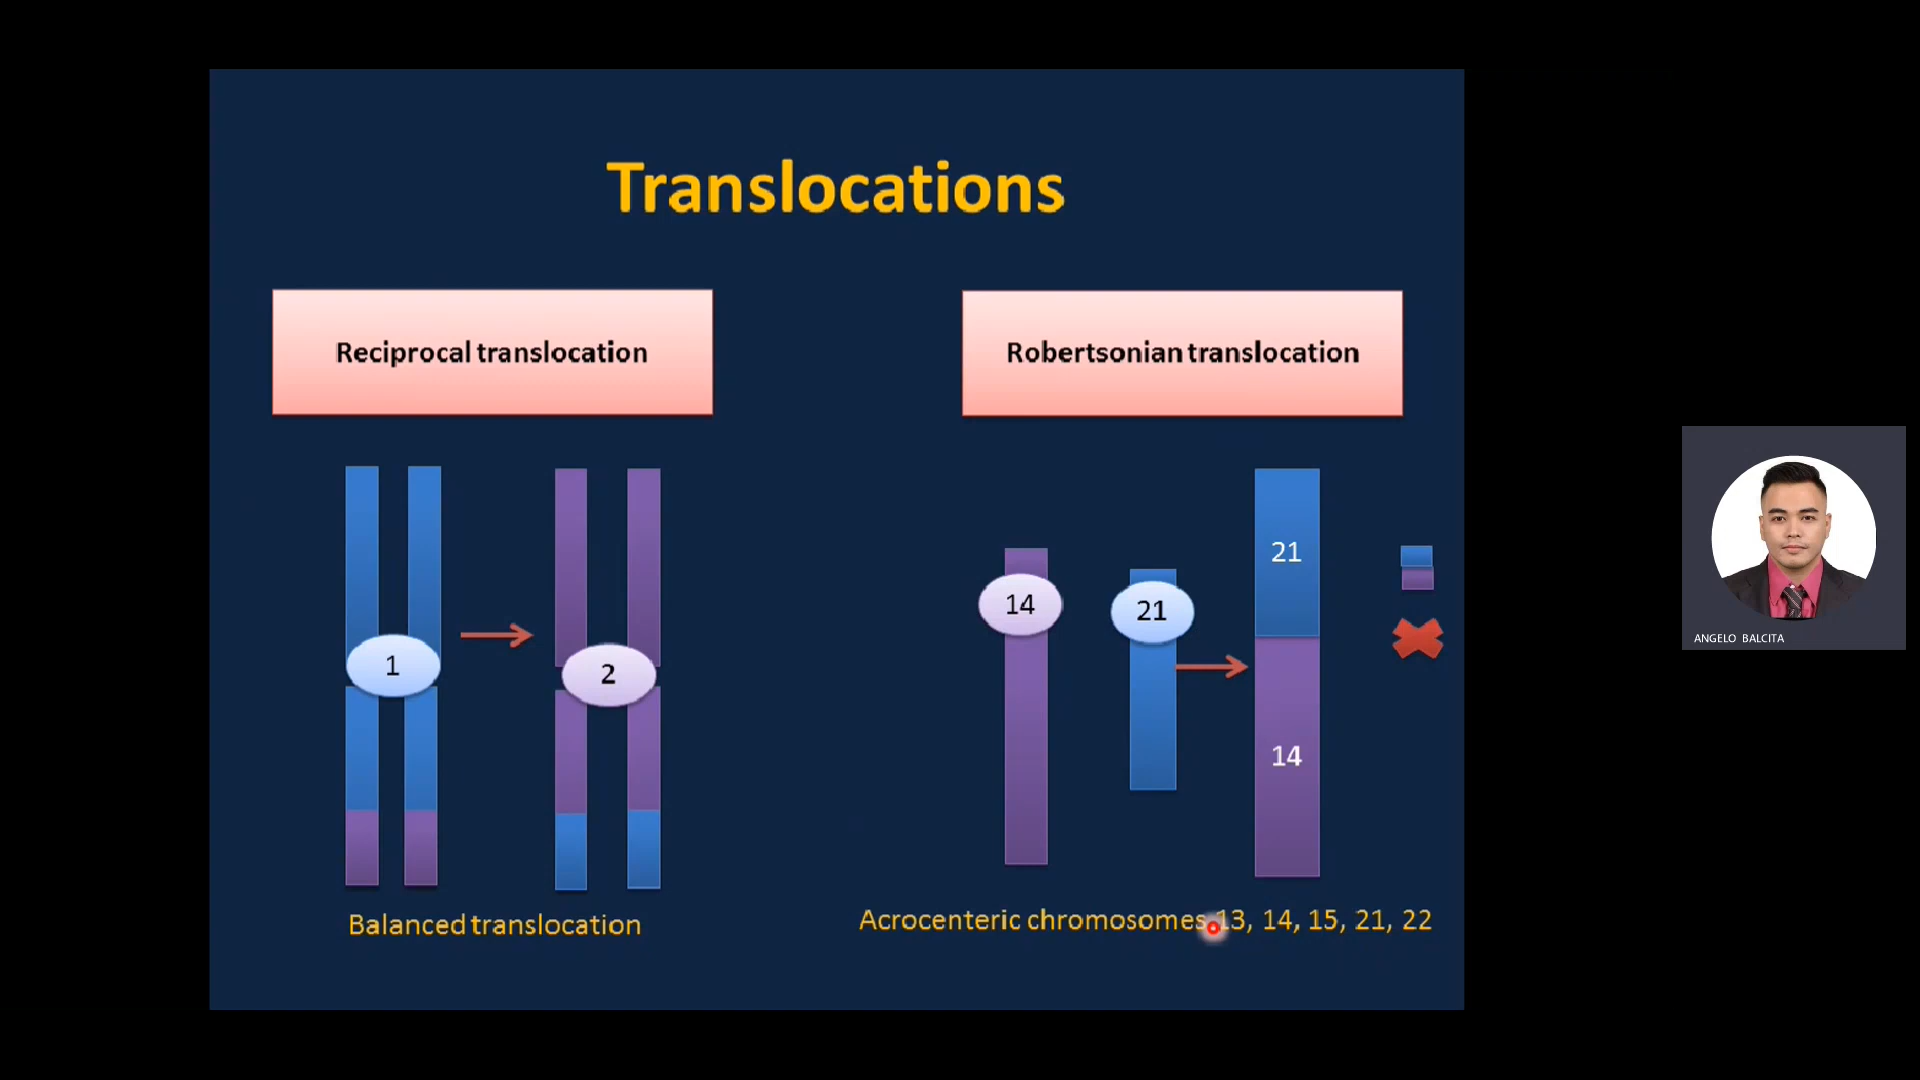 Translocations
Reciprocal translocation
Robertsonian translocation
1
2
14
21
21
14
Balanced translocation
Acrocenteric chromosomes 13, 14, 15, 21, 22
ANGELO BALCITA